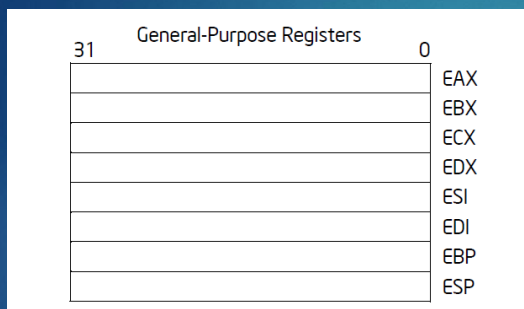 General-Purpose Registers
31 0
EAX
EBX
ECX
EDX
ESI
EDI
EBP
ESP